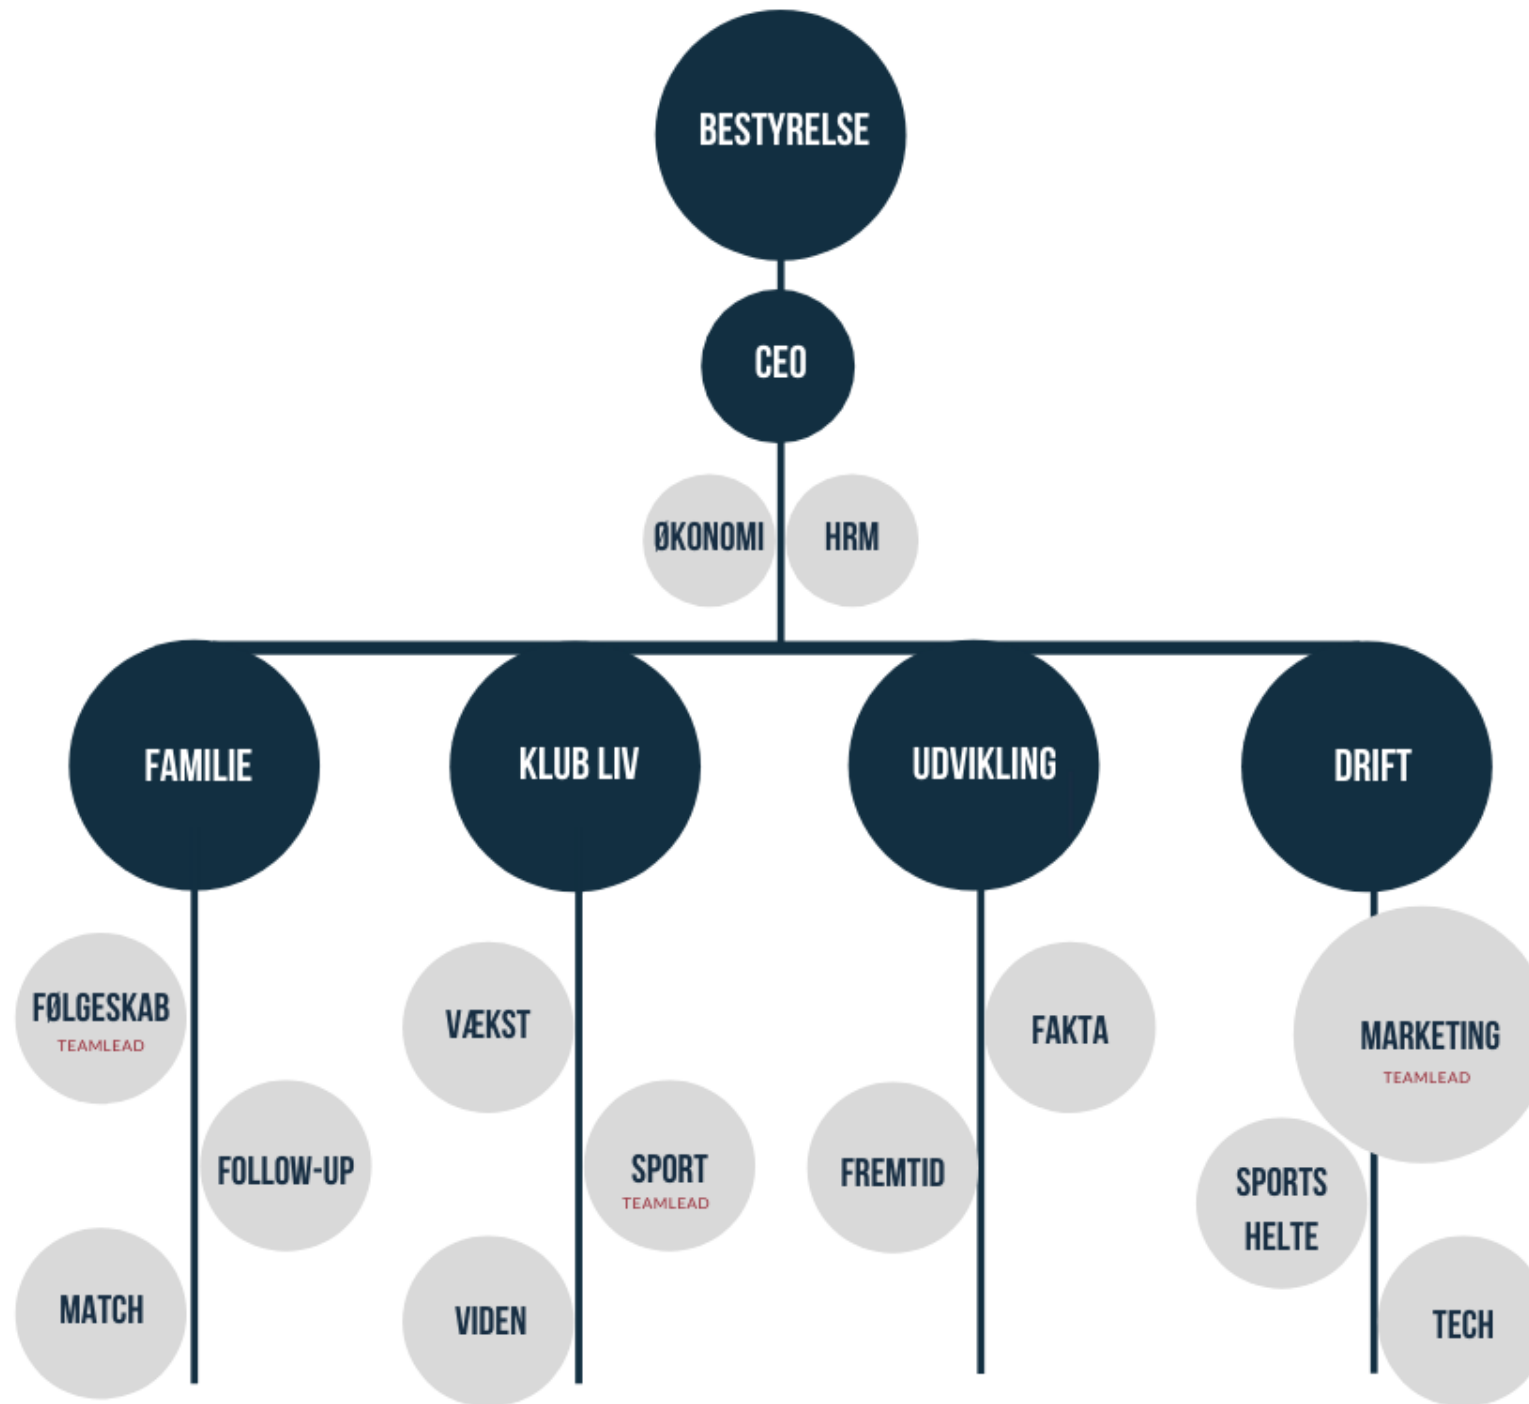 BESTYRELSE
CEO
ØKONOMI
HRM
FAMILIE
KLUB LIV
UDVIKLING
DRIFT
FØLGESKAB
TEAMLEAD
FOLLOW-UP
MATCH
VÆKST
SPORT
TEAMLEAD
VIDEN
FAKTA
FREMTID
MARKETING
TEAMLEAD
SPORTS
HELTE
TECH